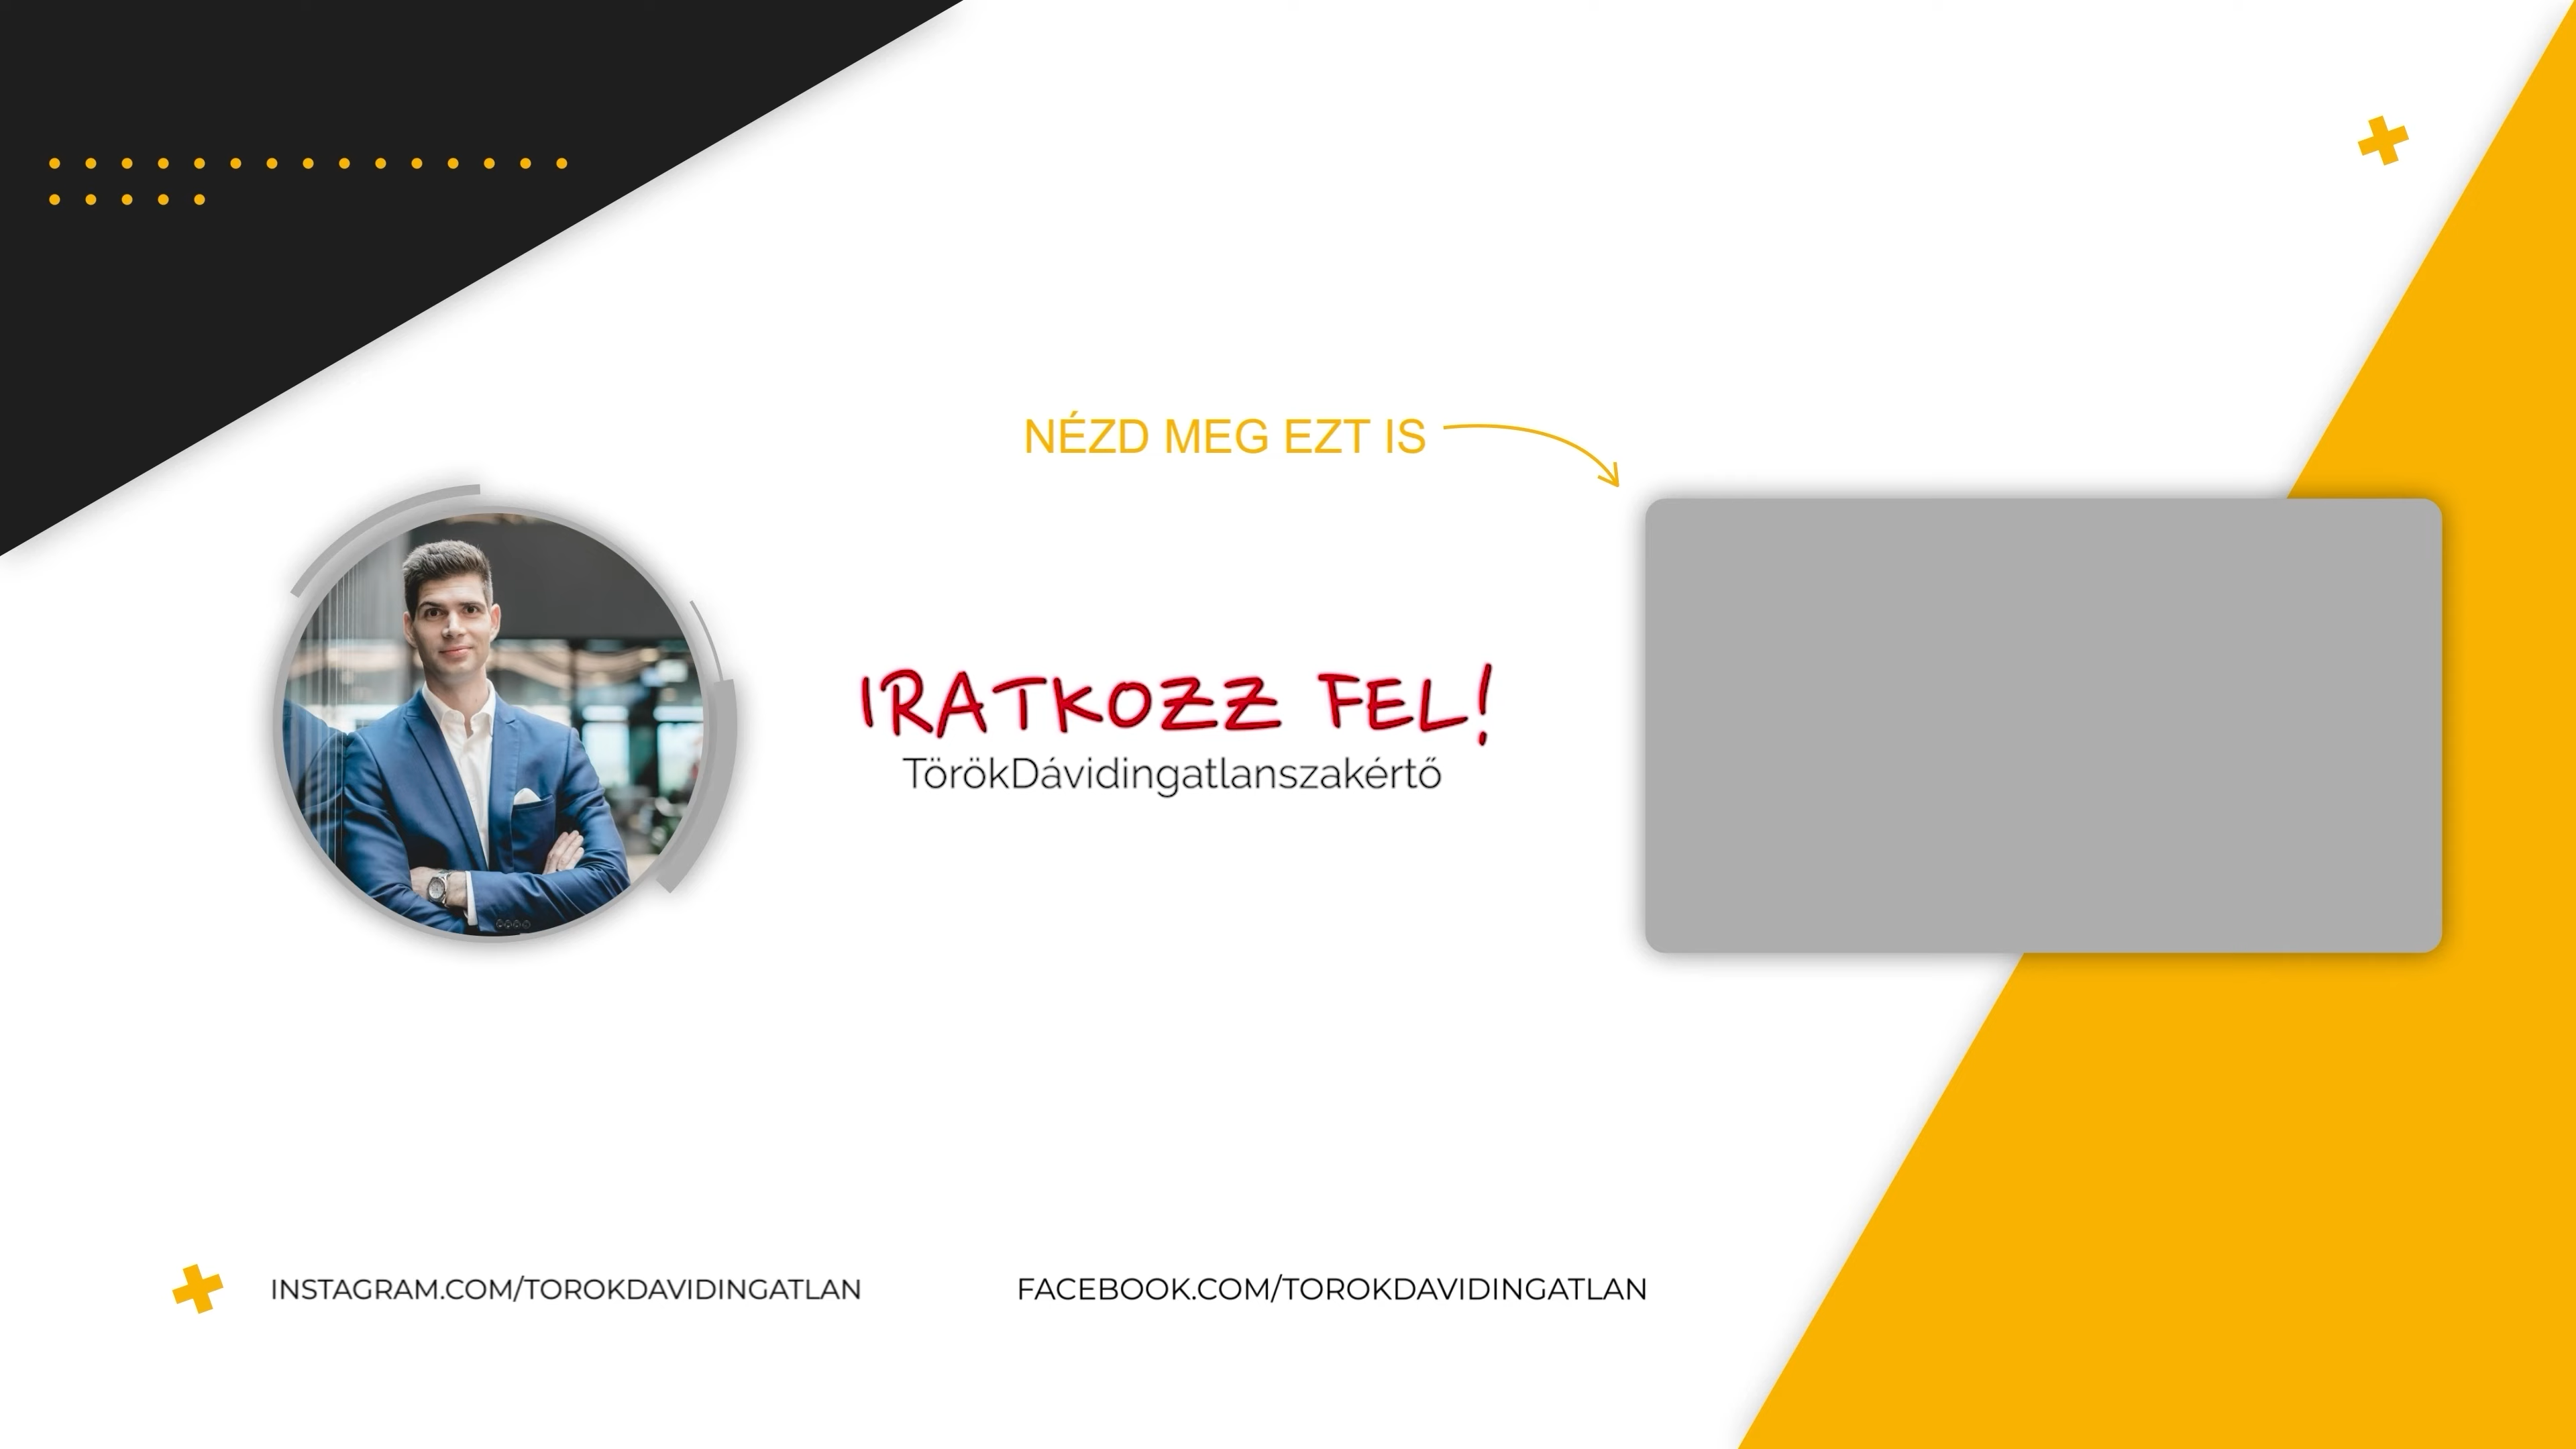 NÉZD MEG EZT IS
IRATKOZZ FEL!
TörökDávidingatlanszakértő
INSTAGRAM.COM/TOROKDAVIDINGATLAN
FACEBOOK.COM/TOROKDAVIDINGATLAN